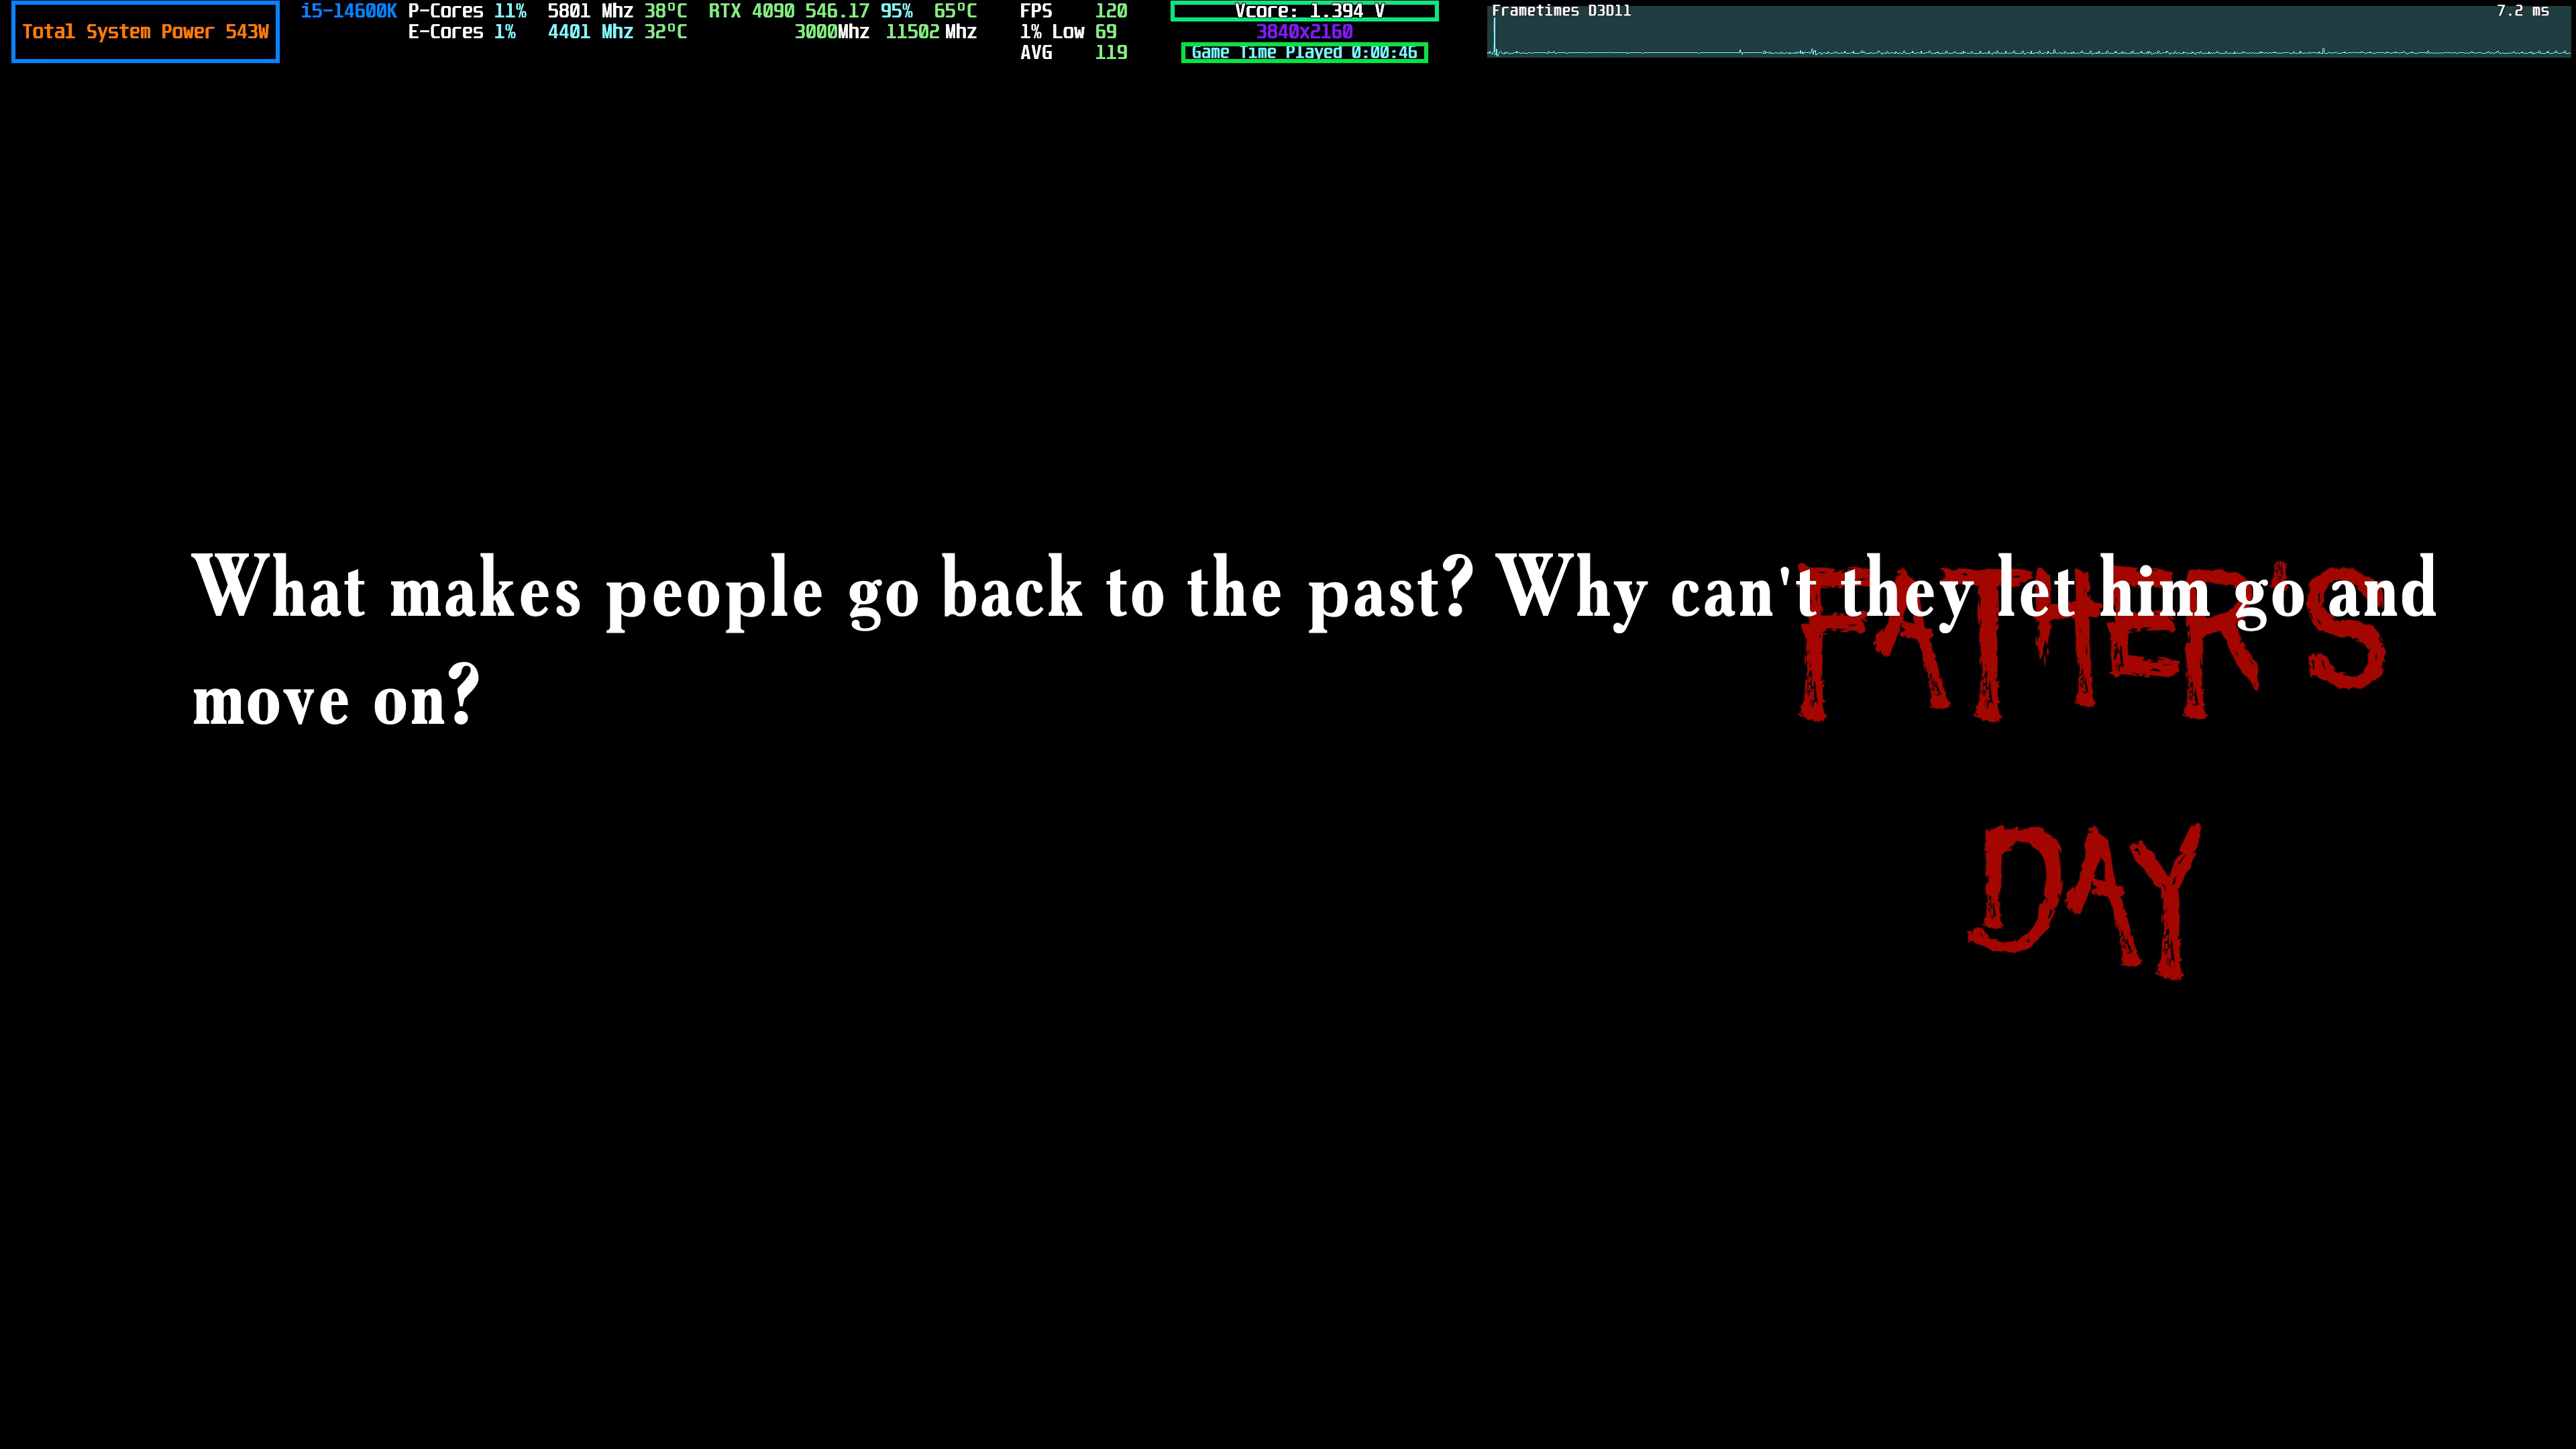 Total System Power 543W
i5-14600K P-Cores 11% 5801 Mhz 38°C RTX 4090 546.17 95% 65°C FPS 120
E-Cores 1% 4401 Mhz 32°C 3000Mhz 11502 Mhz 1% Low 69
AVG 119
Vcore: 1.394 V
3840x2160
Game Time Played 0:00:46
Frametimes D3D11 7.2 ms
What makes people go back to the past? Why can't they let him go and
move on?
FATHER'S
DAY